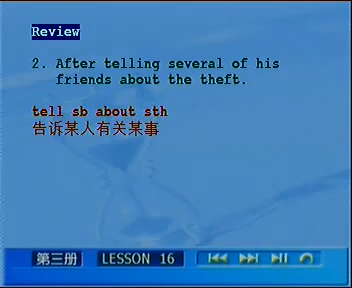 Review
2. After telling several of his
friends about the theft.
tell sb about sth
告诉某人有关某事
第三册 LESSON 16